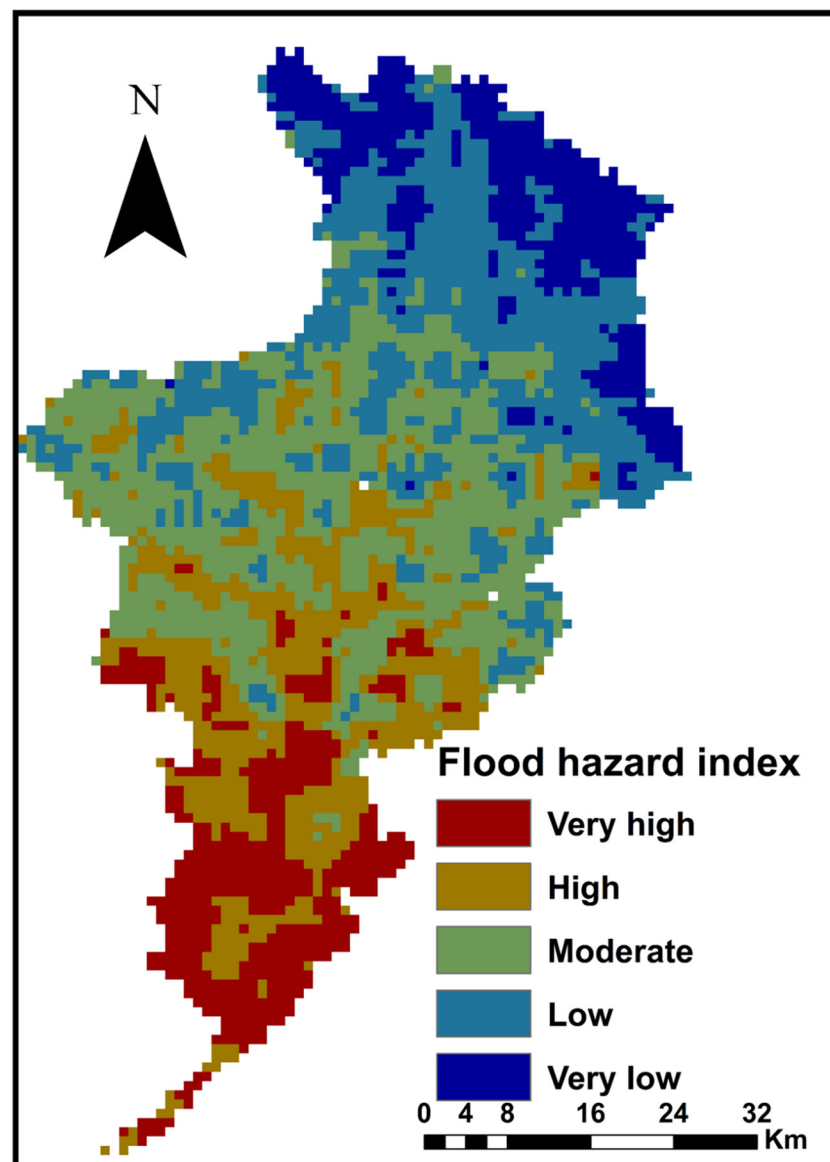 N
Flood hazard index
Very high
High
Moderate
Low
Very low
0 4 8 16 24 32
Km